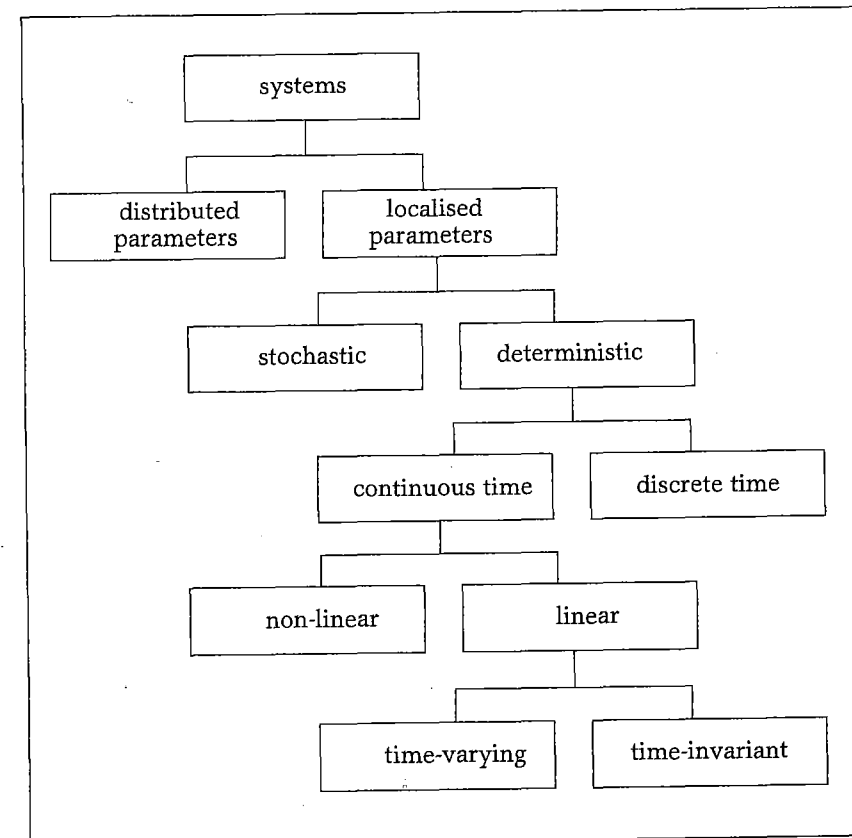 systems
distributed
parameters
localised
parameters
stochastic
deterministic
continuous time
discrete time
non-linear
linear
time-varying
time-invariant